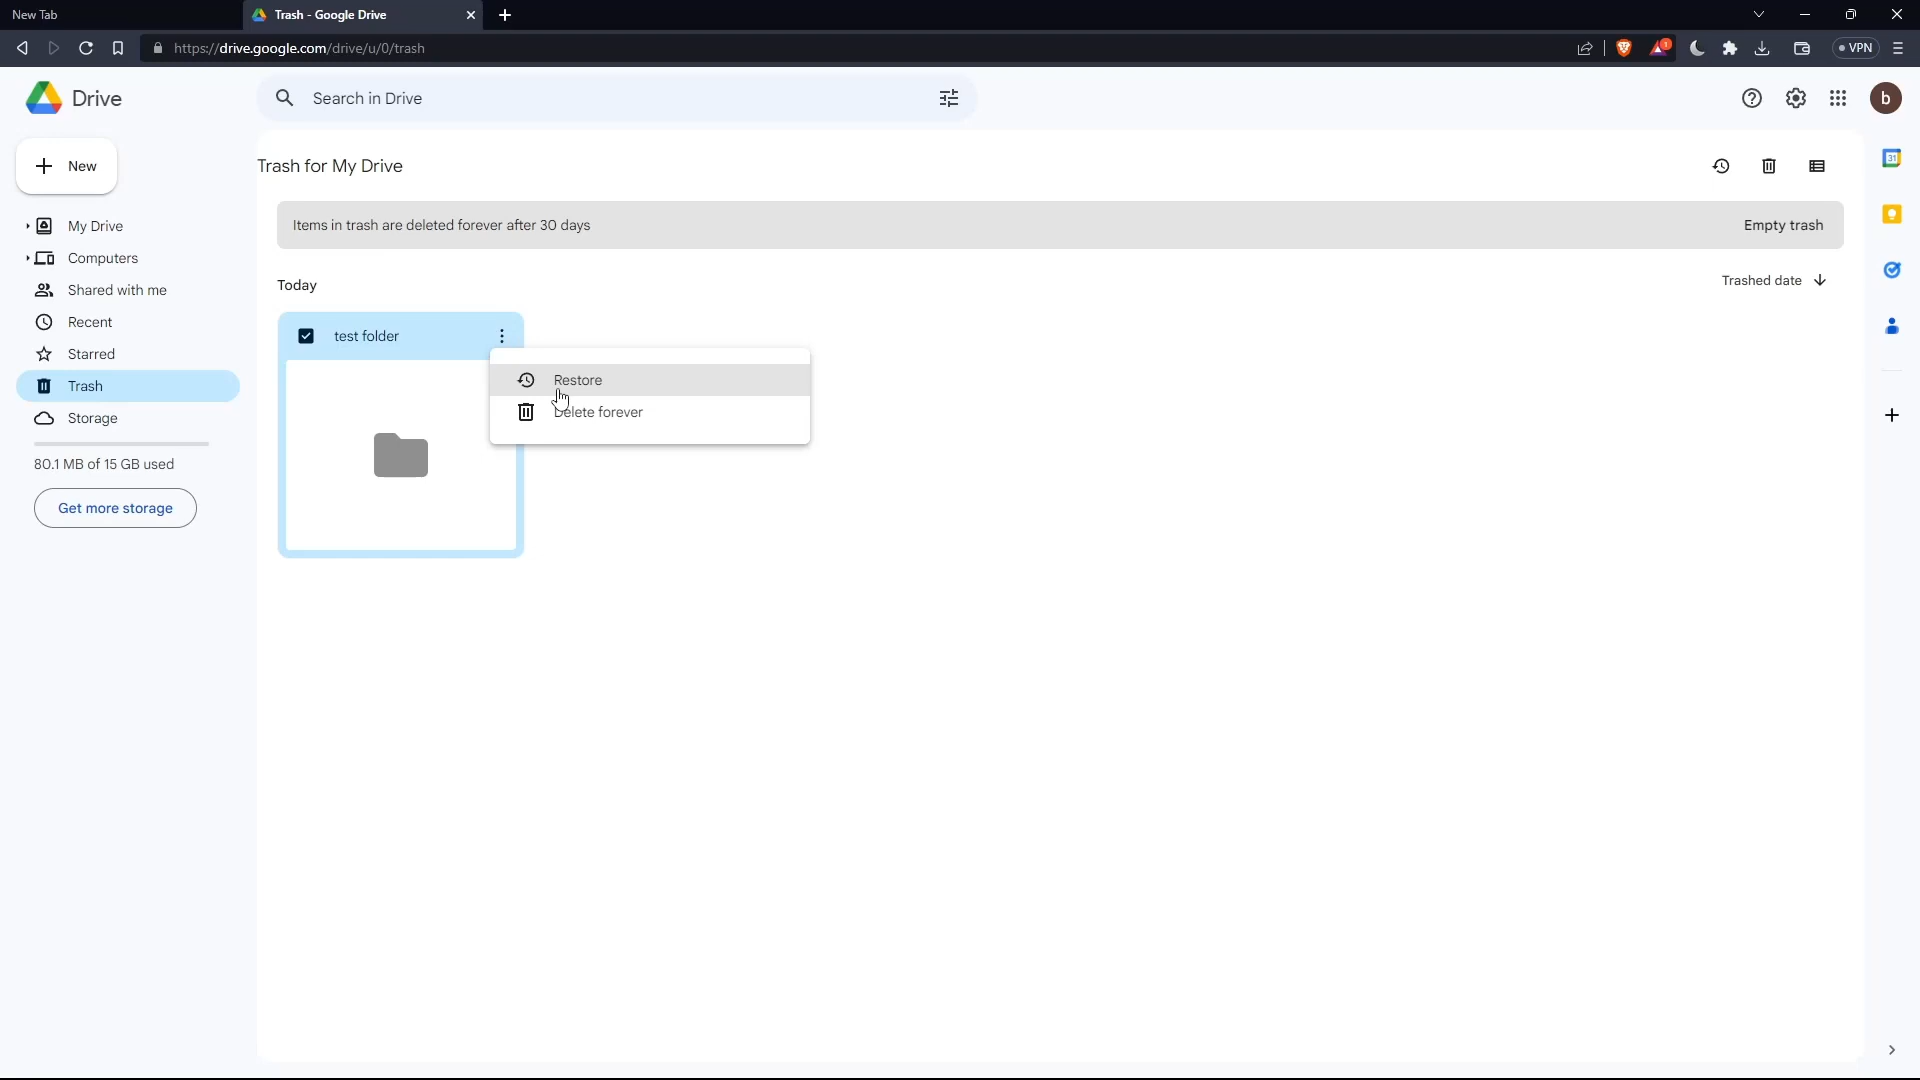 New Tab
Trash - Google Drive
https://drive.google.com/drive/u/0/trash
1
VPN
Drive
Search in Drive
b
New
Trash for My Drive
31
My Drive
Items in trash are deleted forever after 30 days
Empty trash
Computers
Shared with me
Today
Trashed date
Recent
test folder
Starred
Restore
Trash
Delete forever
Storage
80.1 MB of 15 GB used
Get more storage